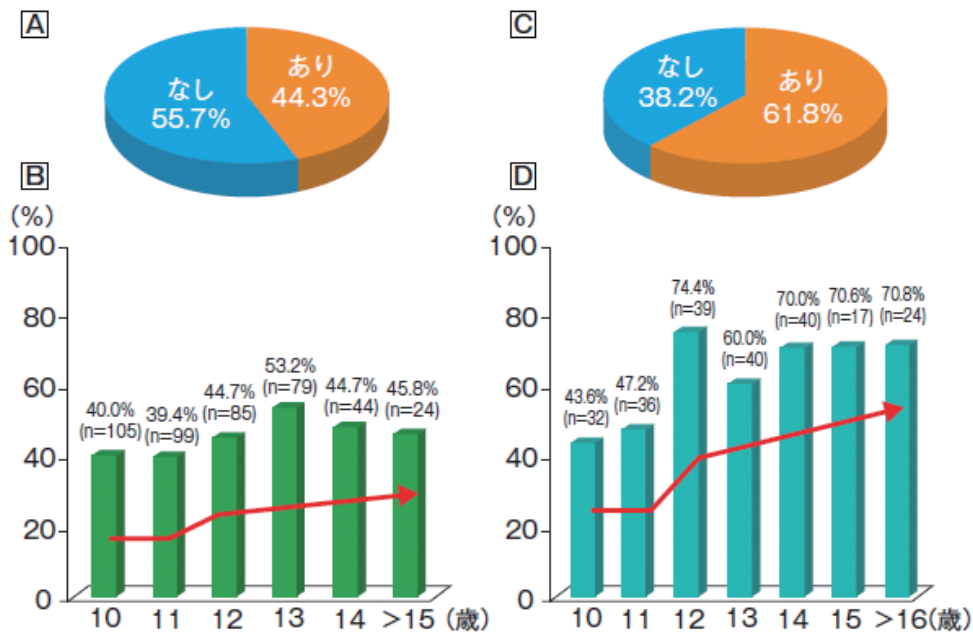 A
なし
55.7%
あり
44.3%
B
(%)
100
80
60
40
20
0
40.0%
(n=105)
39.4%
(n=99)
44.7%
(n=85)
53.2%
(n=79)
44.7%
(n=44)
45.8%
(n=24)
10 11 12 13 14 >15 (歳)
C
なし
38.2%
あり
61.8%
D
(%)
100
80
60
40
20
0
43.6%
(n=32)
47.2%
(n=36)
74.4%
(n=39)
60.0%
(n=40)
70.0%
(n=40)
70.6%
(n=17)
70.8%
(n=24)
10 11 12 13 14 15 >16(歳)